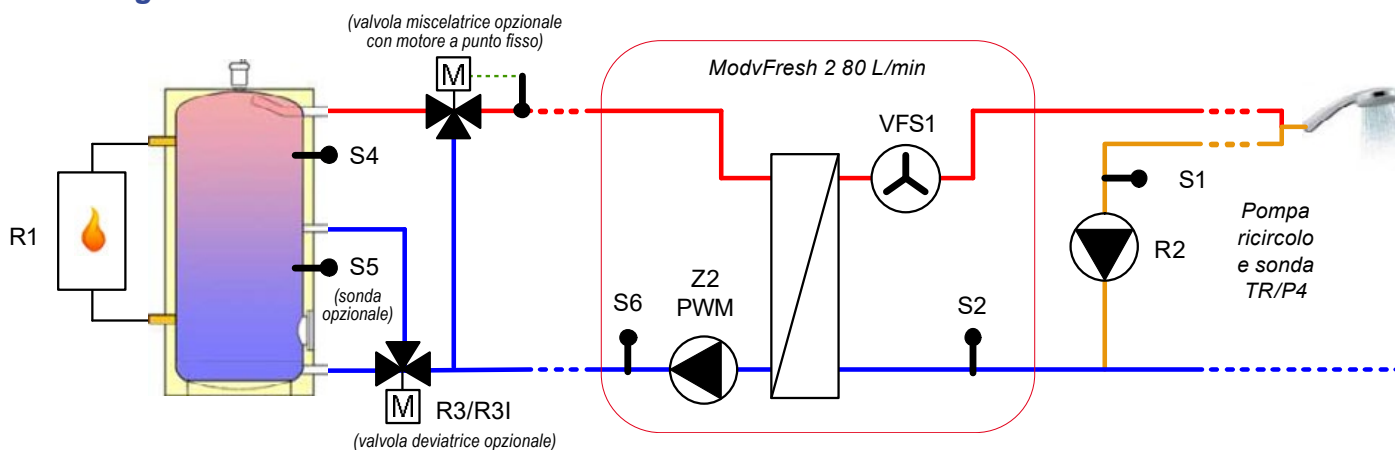 (valvola miscelatrice opzionale
con motore a punto fisso)
M
ModvFresh 2 80 L/min
VFS1
S4
S1
R1
S5
(sonda
opzionale)
Z2
PWM
S6
S2
R2
Pompa
ricircolo
e sonda
TR/P4
M
R3/R3I
(valvola deviatrice opzionale)